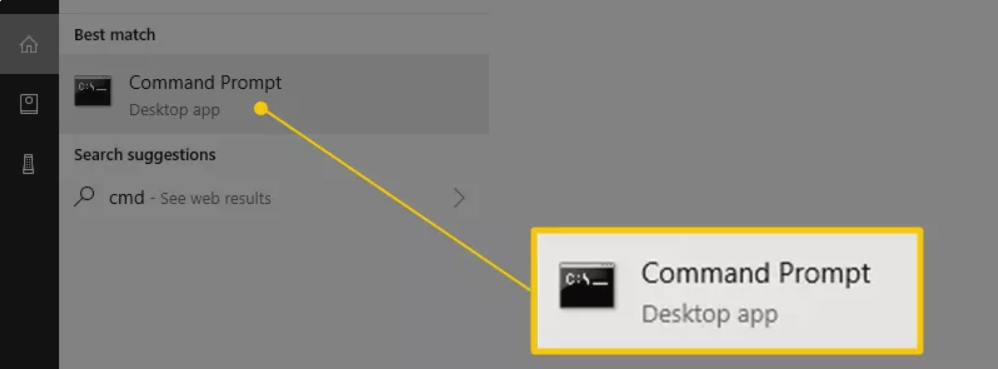 Best match
Command Prompt
Desktop app
Search suggestions
cmd - See web results
C:\_
Command Prompt
Desktop app